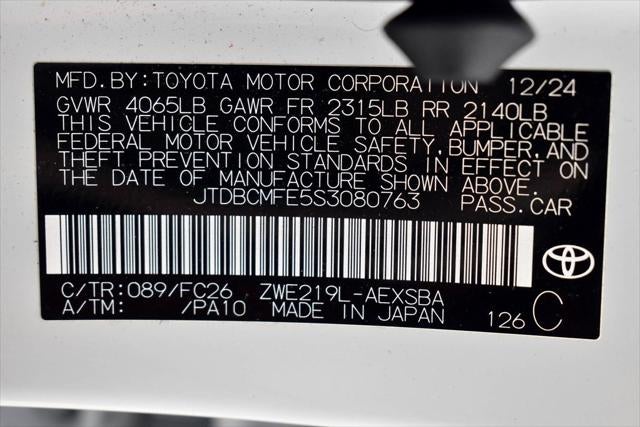 MFD.BY:TOYOTA MOTOR CORPORATION 12/24
GVWR 4065LB GAWR FR 2315LB RR 2140LB
THIS VEHICLE CONFORMS TO ALL APPLICABLE
FEDERAL MOTOR VEHICLE SAFETY,BUMPER,AND
THEFT PREVENTION STANDARDS IN EFFECT ON
THE DATE OF MANUFACTURE SHOWN ABOVE.
JTDBCMFE5S3080763 PASS.CAR
C/TR:089/FC26 ZWE219L-AEXSBA
A/TM: /PA10 MADE IN JAPAN 126 C